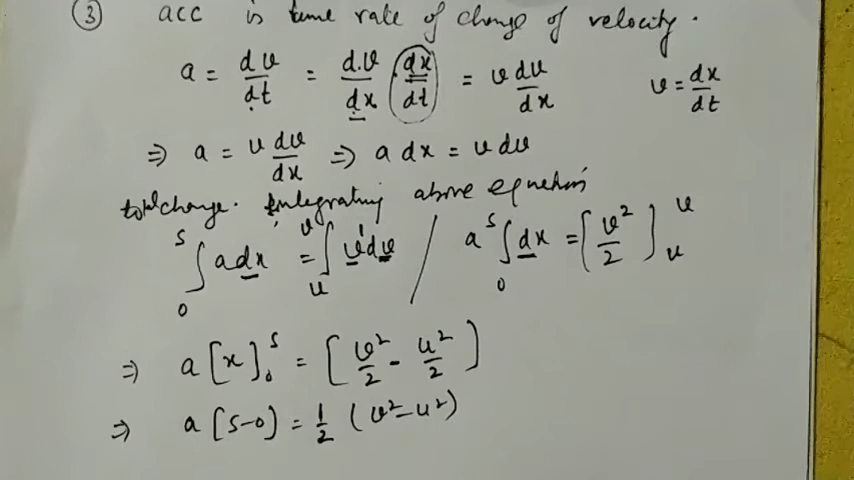 ③ acc is time rate of change of velocity.
a = dv/dt = d.v/dx (dx/dt) = v dv/dx v = dx/dt
⇒ a = v dv/dx ⇒ a dx = v dv
total change. Integrating above equation
∫₀ˢ a dx = ∫ᵤᵛ v¹ dv / a ∫₀ˢ dx = [v²/2]ᵤᵛ
⇒ a [x]₀ˢ = [v²/2 - u²/2]
⇒ a [s-0] = 1/2 (v²-u²)